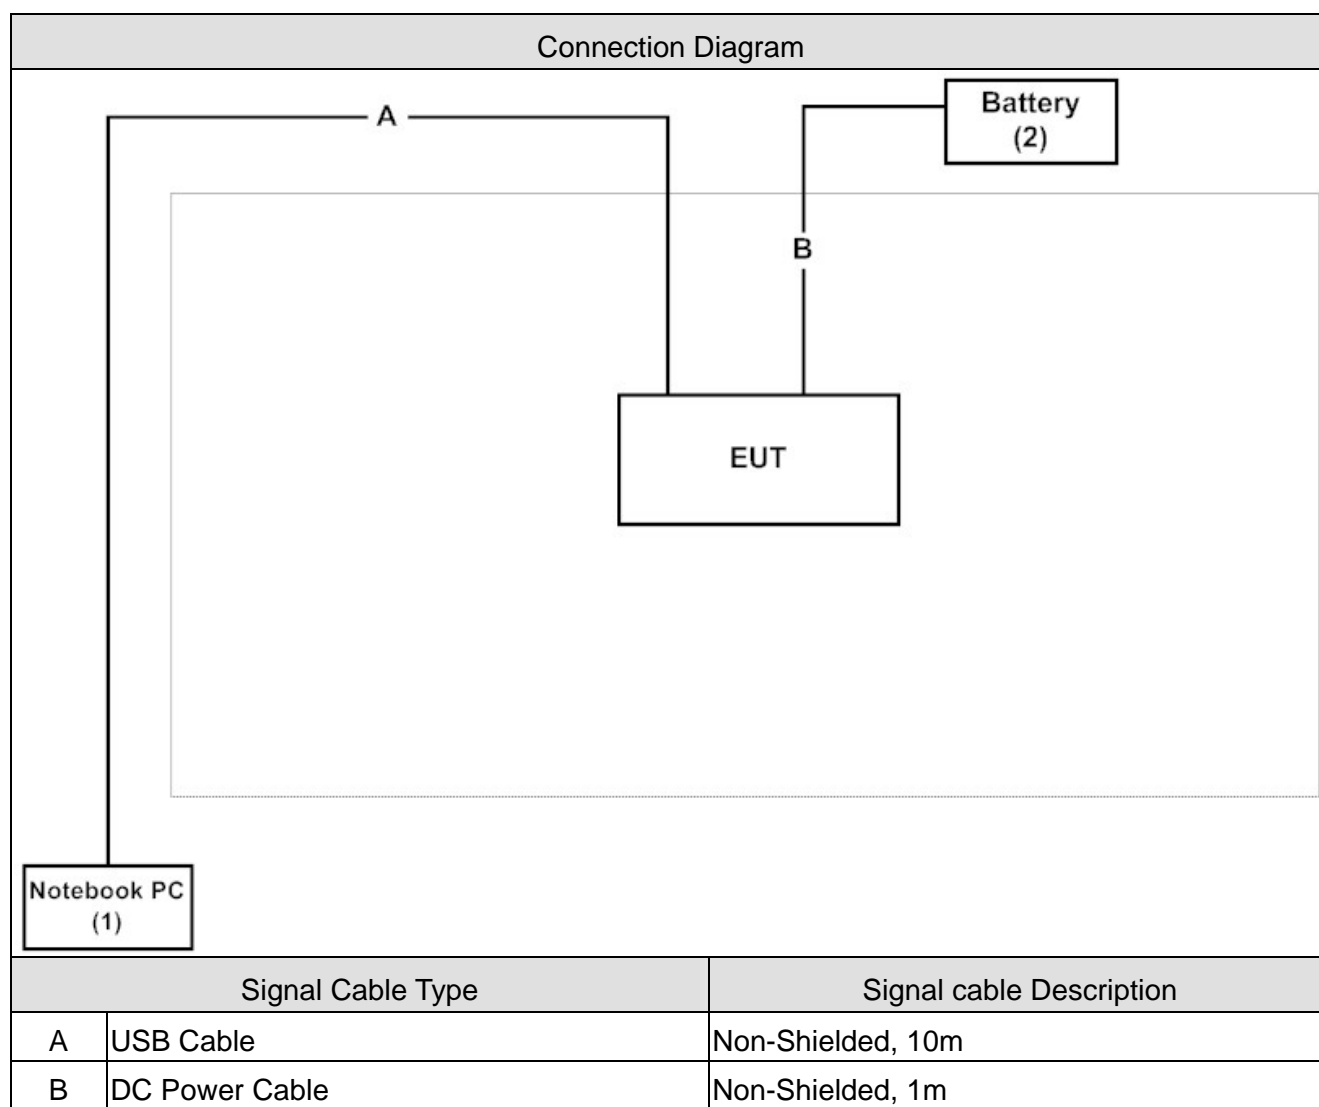 Connection Diagram
A
Battery
(2)
B
EUT
Notebook PC
(1)
Signal Cable Type Signal cable Description
A USB Cable Non-Shielded, 10m
B DC Power Cable Non-Shielded, 1m